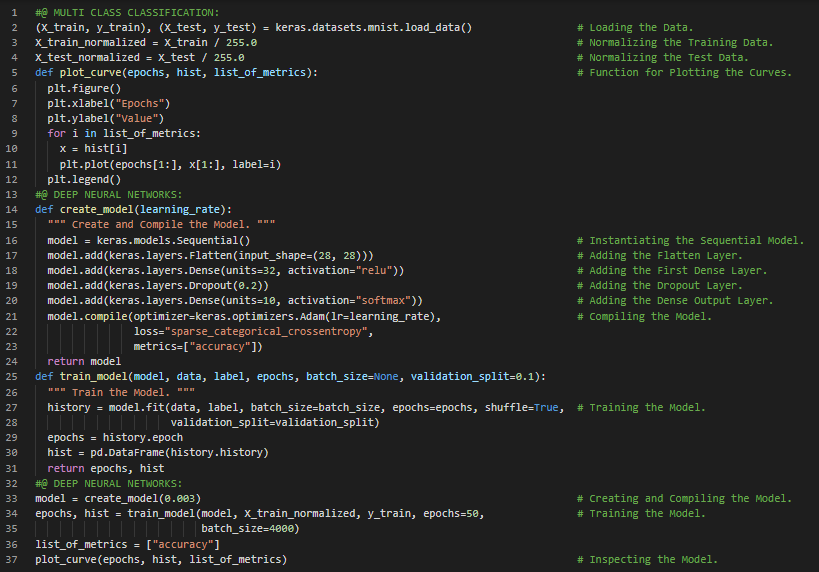 1 #@ MULTI CLASS CLASSIFICATION:
2 (X_train, y_train), (X_test, y_test) = keras.datasets.mnist.load_data() # Loading the Data.
3 X_train_normalized = X_train / 255.0 # Normalizing the Training Data.
4 X_test_normalized = X_test / 255.0 # Normalizing the Test Data.
5 def plot_curve(epochs, hist, list_of_metrics): # Function for Plotting the Curves.
6 plt.figure()
7 plt.xlabel("Epochs")
8 plt.ylabel("Value")
9 for i in list_of_metrics:
10 x = hist[i]
11 plt.plot(epochs[1:], x[1:], label=i)
12 plt.legend()
13 #@ DEEP NEURAL NETWORKS:
14 def create_model(learning_rate):
15 """ Create and Compile the Model. """
16 model = keras.models.Sequential() # Instantiating the Sequential Model.
17 model.add(keras.layers.Flatten(input_shape=(28, 28))) # Adding the Flatten Layer.
18 model.add(keras.layers.Dense(units=32, activation="relu")) # Adding the First Dense Layer.
19 model.add(keras.layers.Dropout(0.2)) # Adding the Dropout Layer.
20 model.add(keras.layers.Dense(units=10, activation="softmax")) # Adding the Dense Output Layer.
21 model.compile(optimizer=keras.optimizers.Adam(lr=learning_rate), # Compiling the Model.
22 loss="sparse_categorical_crossentropy",
23 metrics=["accuracy"])
24 return model
25 def train_model(model, data, label, epochs, batch_size=None, validation_split=0.1):
26 """ Train the Model. """
27 history = model.fit(data, label, batch_size=batch_size, epochs=epochs, shuffle=True, # Training the Model.
28 validation_split=validation_split)
29 epochs = history.epoch
30 hist = pd.DataFrame(history.history)
31 return epochs, hist
32 #@ DEEP NEURAL NETWORKS:
33 model = create_model(0.003) # Creating and Compiling the Model.
34 epochs, hist = train_model(model, X_train_normalized, y_train, epochs=50, # Training the Model.
35 batch_size=4000)
36 list_of_metrics = ["accuracy"]
37 plot_curve(epochs, hist, list_of_metrics) # Inspecting the Model.